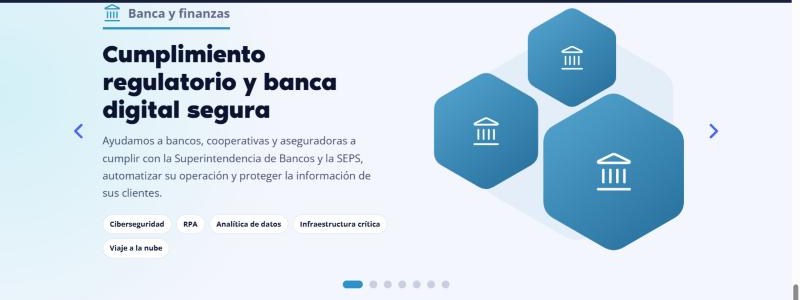 Banca y finanzas
Cumplimiento
regulatorio y banca
digital segura
Ayudamos a bancos, cooperativas y aseguradoras a
cumplir con la Superintendencia de Bancos y la SEPS,
automatizar su operación y proteger la información de
sus clientes.
Ciberseguridad RPA Analítica de datos Infraestructura crítica
Viaje a la nube